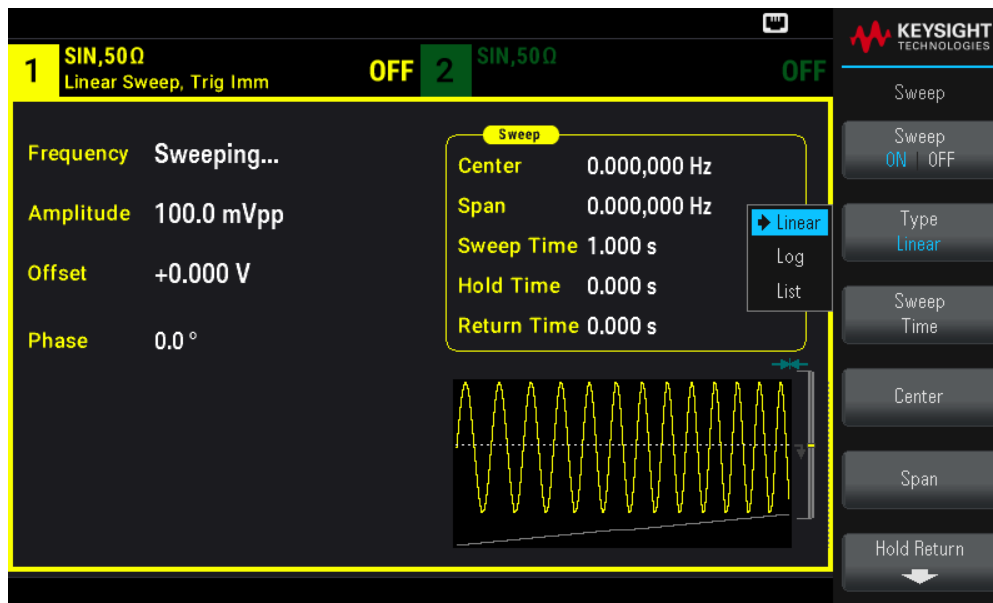 KEYSIGHT
TECHNOLOGIES
1 SIN,50Ω OFF 2 SIN,50Ω OFF
Linear Sweep, Trig Imm
Sweep
Frequency Sweeping...
Amplitude 100.0 mVpp
Offset +0.000 V
Phase 0.0 °
Sweep
Center 0.000,000 Hz
Span 0.000,000 Hz
Sweep Time 1.000 s
Hold Time 0.000 s
Return Time 0.000 s
Linear
Log
List
Sweep
ON OFF
Type
Linear
Sweep
Time
Center
Span
Hold Return